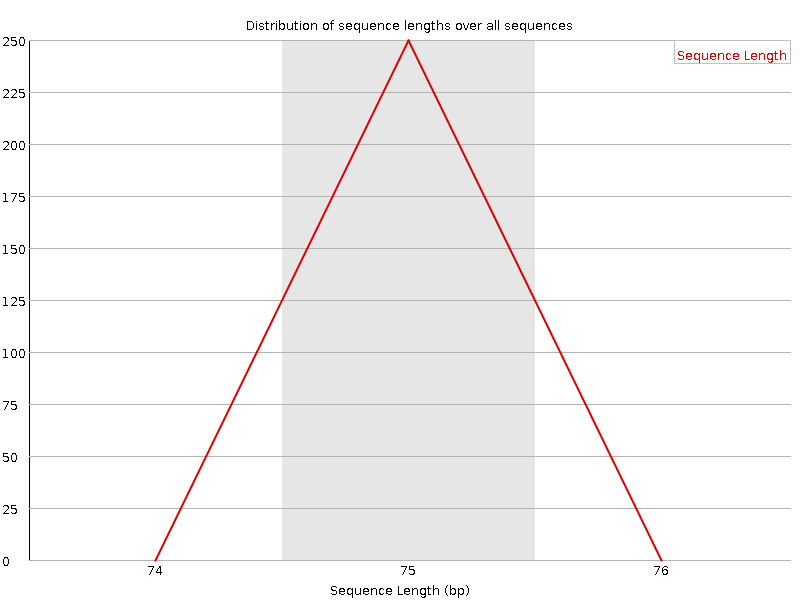 Distribution of sequence lengths over all sequences
Sequence Length
250
225
200
175
150
125
100
75
50
25
0
74 75 76
Sequence Length (bp)